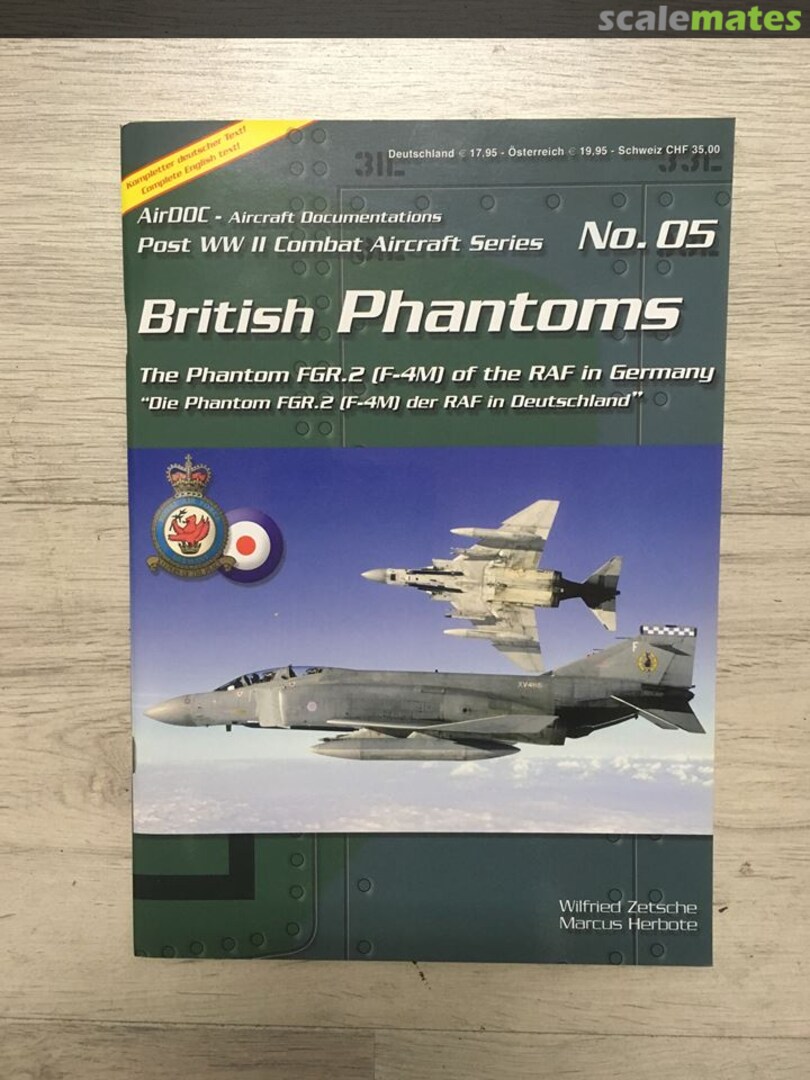 scalemates
Kompletter deutscher Text!
Complete English text!
Deutschland € 17,95 - Österreich € 19,95 - Schweiz CHF 35,00
AirDOC - Aircraft Documentations
Post WW II Combat Aircraft Series No. 05
British Phantoms
The Phantom FGR.2 (F-4M) of the RAF in Germany
"Die Phantom FGR.2 (F-4M) der RAF in Deutschland"
F
Wilfried Zetsche
Marcus Herbote